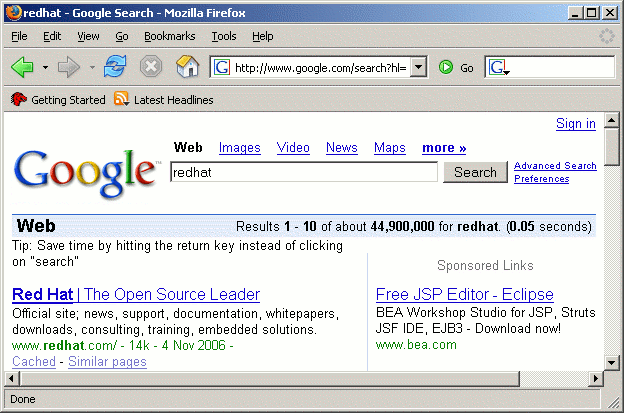 redhat - Google Search - Mozilla Firefox
File Edit View Go Bookmarks Tools Help
http://www.google.com/search?hl= Go G
Getting Started Latest Headlines
Sign in
Web Images Video News Maps more »
Google™
redhat Search Advanced Search
Preferences
Web Results 1 - 10 of about 44,900,000 for redhat. (0.05 seconds)
Tip: Save time by hitting the return key instead of clicking
on "search"
Red Hat | The Open Source Leader
Official site; news, support, documentation, whitepapers,
downloads, consulting, training, embedded solutions.
www.redhat.com/ - 14k - 4 Nov 2006 -
Cached - Similar pages
Sponsored Links
Free JSP Editor - Eclipse
BEA Workshop Studio for JSP, Struts
JSF IDE, EJB3 - Download now!
www.bea.com
Done